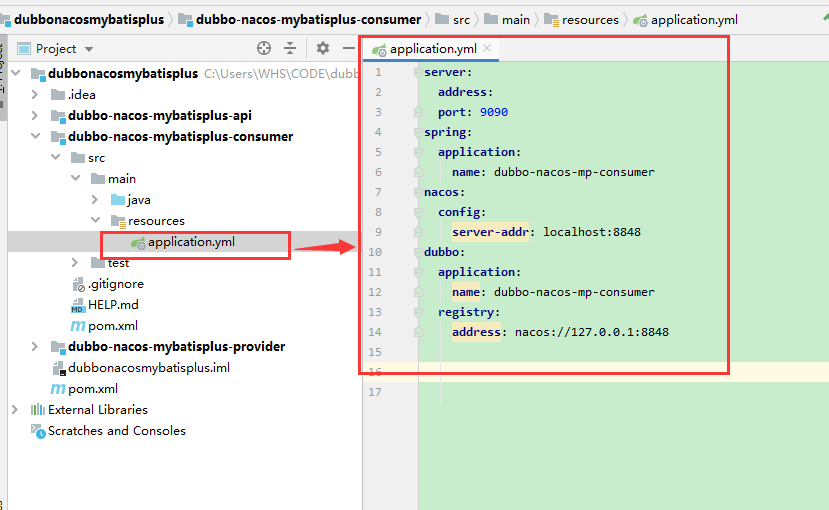 dubbonacosmybatisplus dubbo-nacos-mybatisplus-consumer src main resources application.yml
Project
dubbonacosmybatisplus C:\Users\WHS\CODE\dubb
.idea
dubbo-nacos-mybatisplus-api
dubbo-nacos-mybatisplus-consumer
src
main
java
resources
application.yml
test
.gitignore
HELP.md
pom.xml
dubbo-nacos-mybatisplus-provider
dubbonacosmybatisplus.iml
pom.xml
External Libraries
Scratches and Consoles
application.yml
1 server:
2 address:
3 port: 9090
4 spring:
5 application:
6 name: dubbo-nacos-mp-consumer
7 nacos:
8 config:
9 server-addr: localhost:8848
10 dubbo:
11 application:
12 name: dubbo-nacos-mp-consumer
13 registry:
14 address: nacos://127.0.0.1:8848
15
16
17